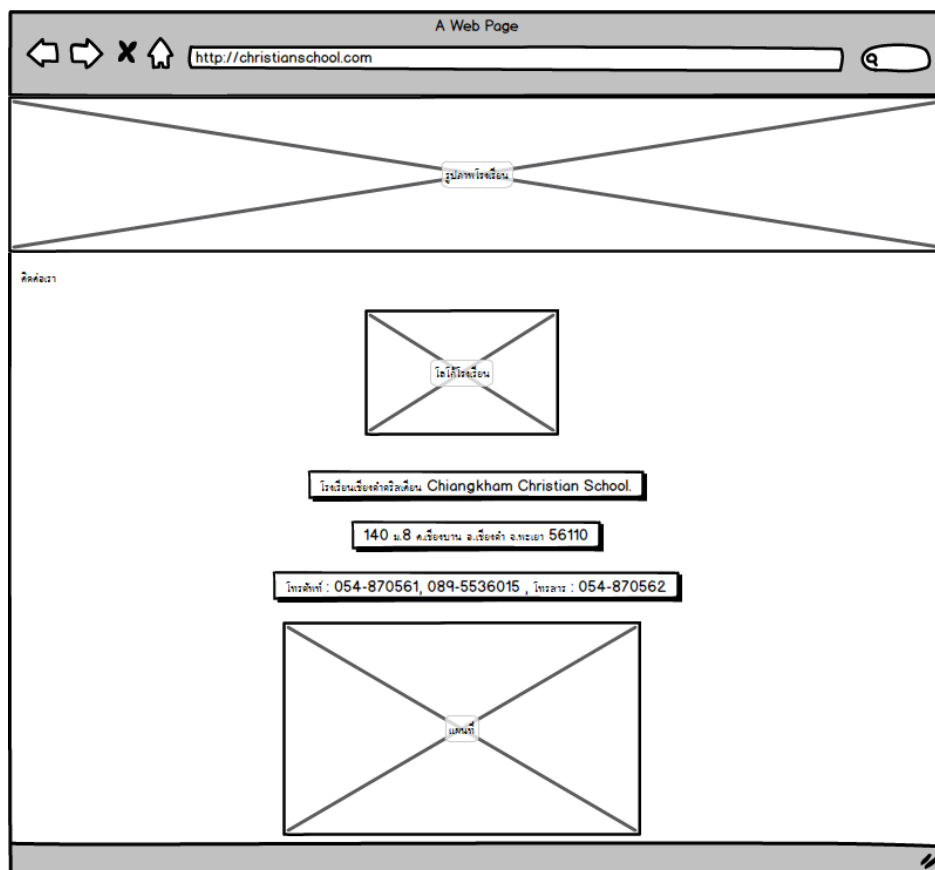 A Web Page
http://christianschool.com
รูปภาพโรงเรียน
ติดต่อเรา
โลโก้โรงเรียน
โรงเรียนเชียงคำคริสเตียน Chiangkham Christian School.
140 ม.8 ต.เชียงบาน อ.เชียงคำ จ.พะเยา 56110
โทรศัพท์ : 054-870561, 089-5536015 , โทรสาร : 054-870562
แผนที่